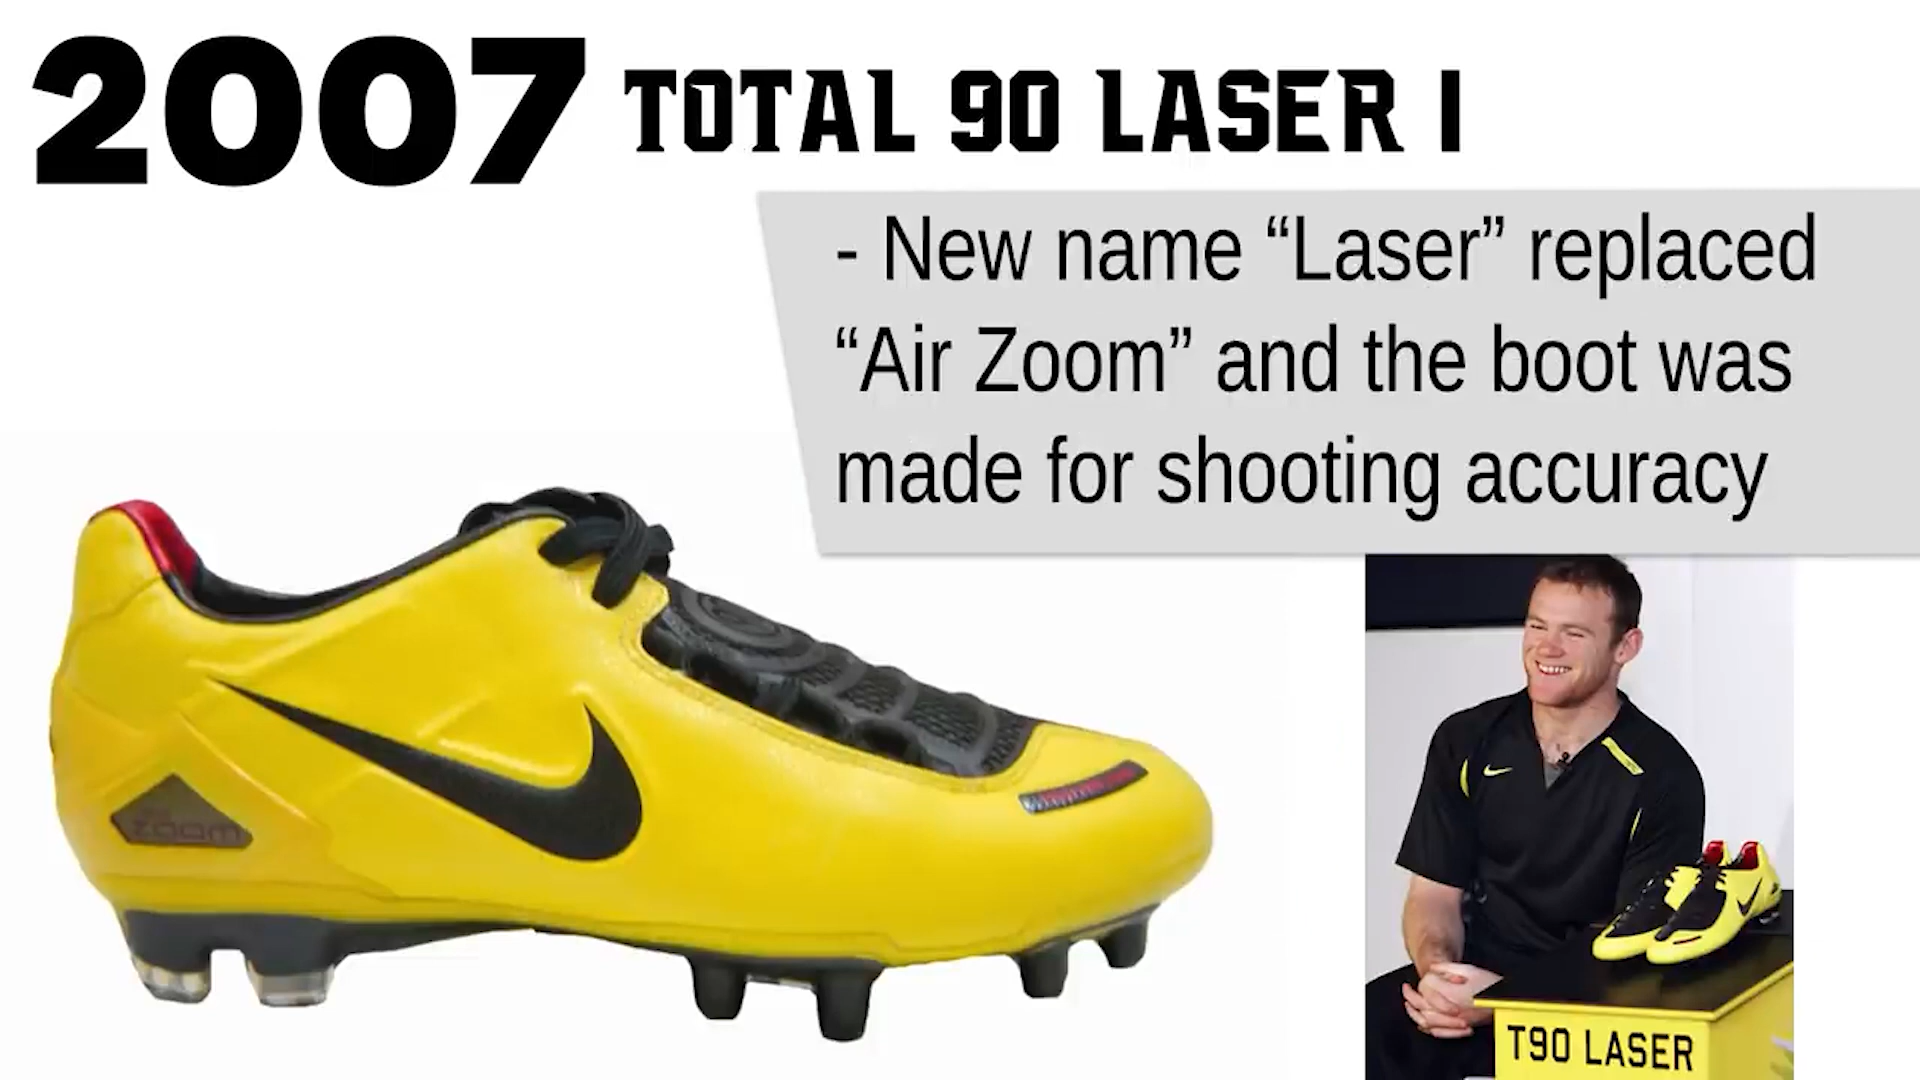 2007 TOTAL 90 LASER I
- New name “Laser” replaced
“Air Zoom” and the boot was
made for shooting accuracy
zoom
T90 LASER